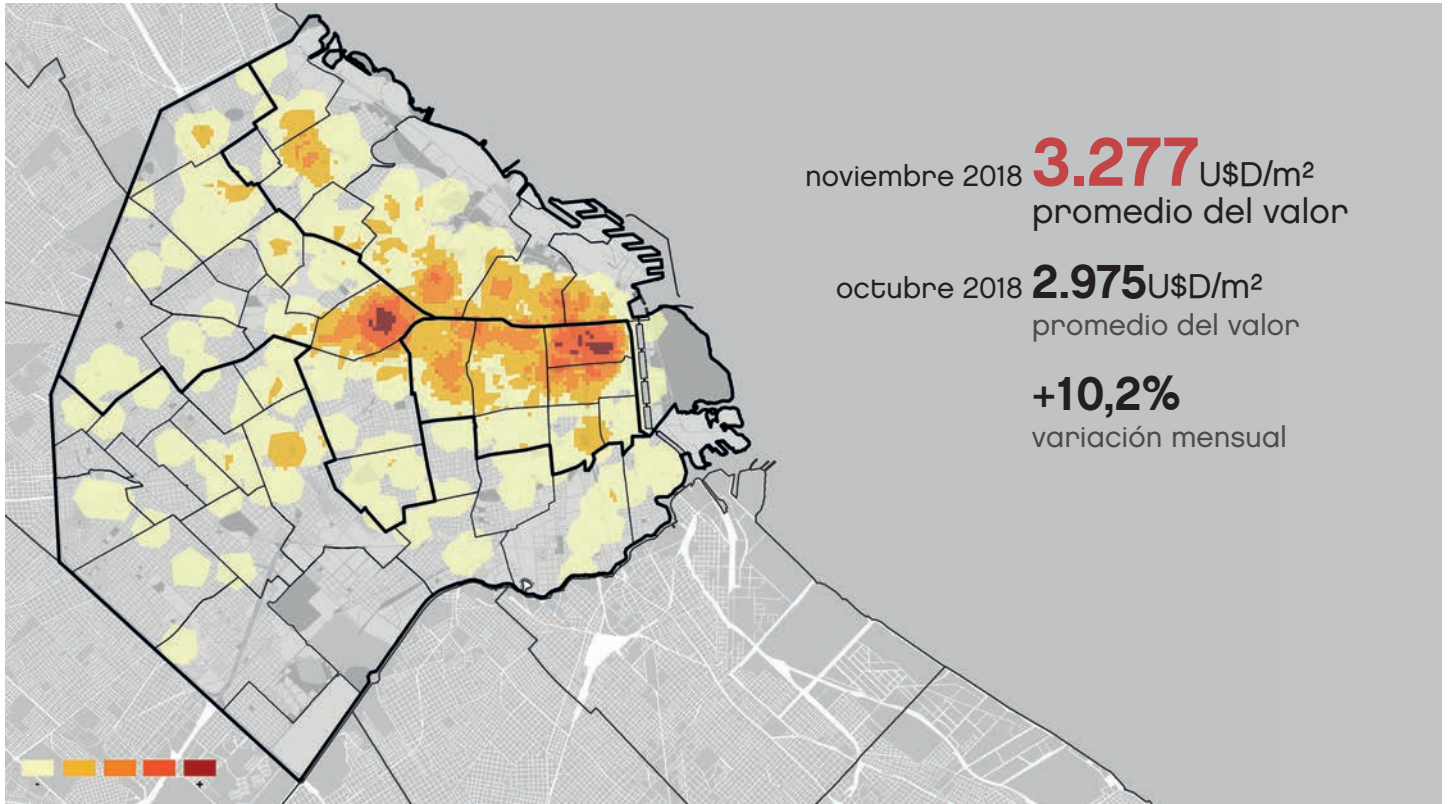 noviembre 2018 3.277 U$D/m²
promedio del valor
octubre 2018 2.975 U$D/m²
promedio del valor
+10,2%
variación mensual
- +